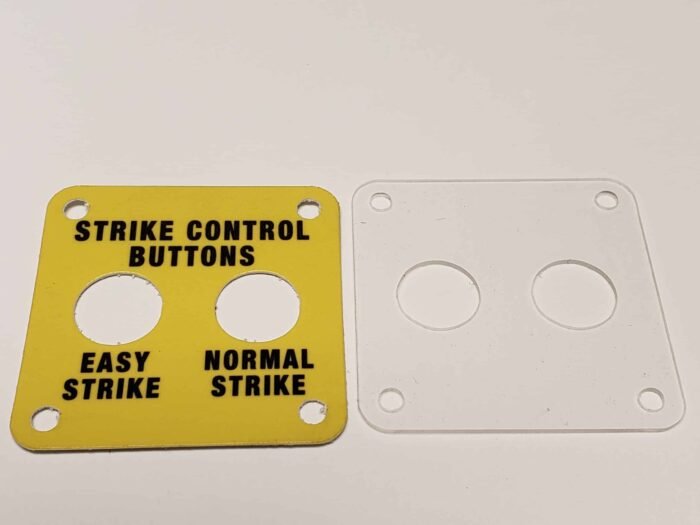 STRIKE CONTROL
BUTTONS
EASY
STRIKE
NORMAL
STRIKE